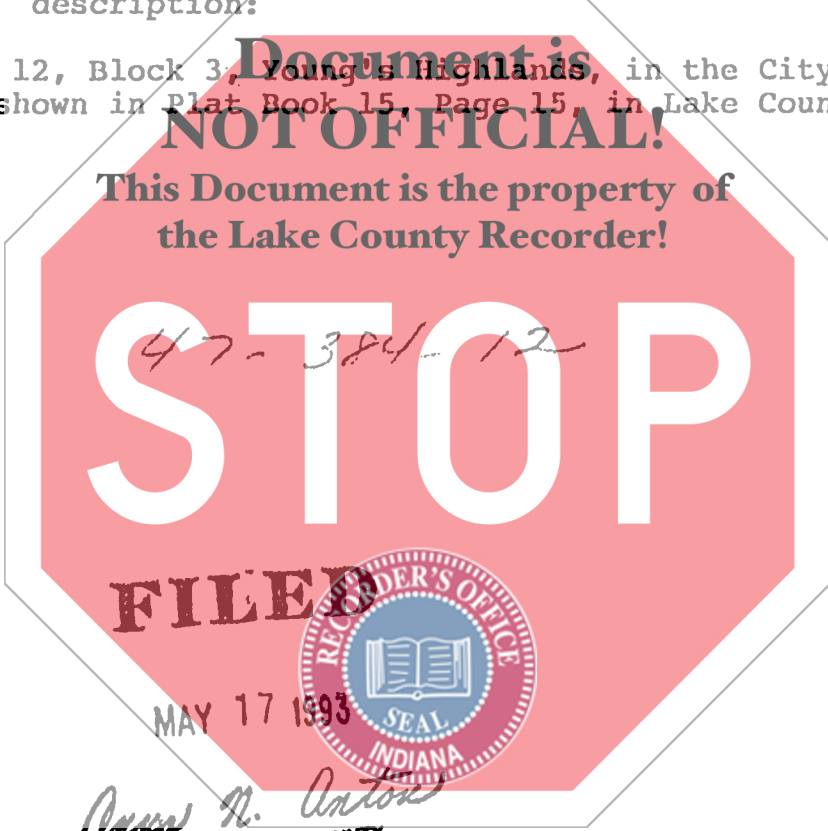 description:
Document is
12, Block 3, Young's Highlands, in the City
shown in Plat Book 15, Page 15, in Lake Coun
NOT OFFICIAL!
This Document is the property of
the Lake County Recorder!
STOP
47-384-12
FILED
RECORDER'S OFFICE
SEAL
INDIANA
MAY 17 1993
Anna N. Anton